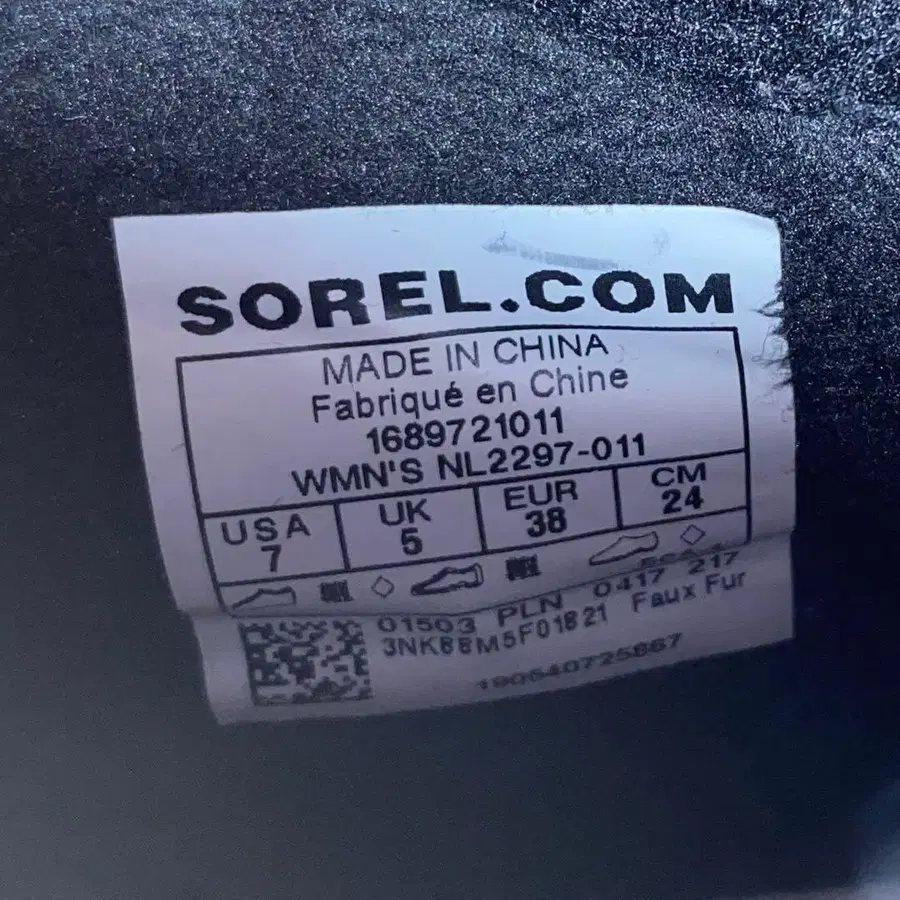 SOREL.COM
MADE IN CHINA
Fabriqué en Chine
1689721011
WMN'S NL2297-011
USA UK EUR CM
7 5 38 24
01503 PLN 0417 217
3NKBBM5F01821 Faux Fur
190540725867